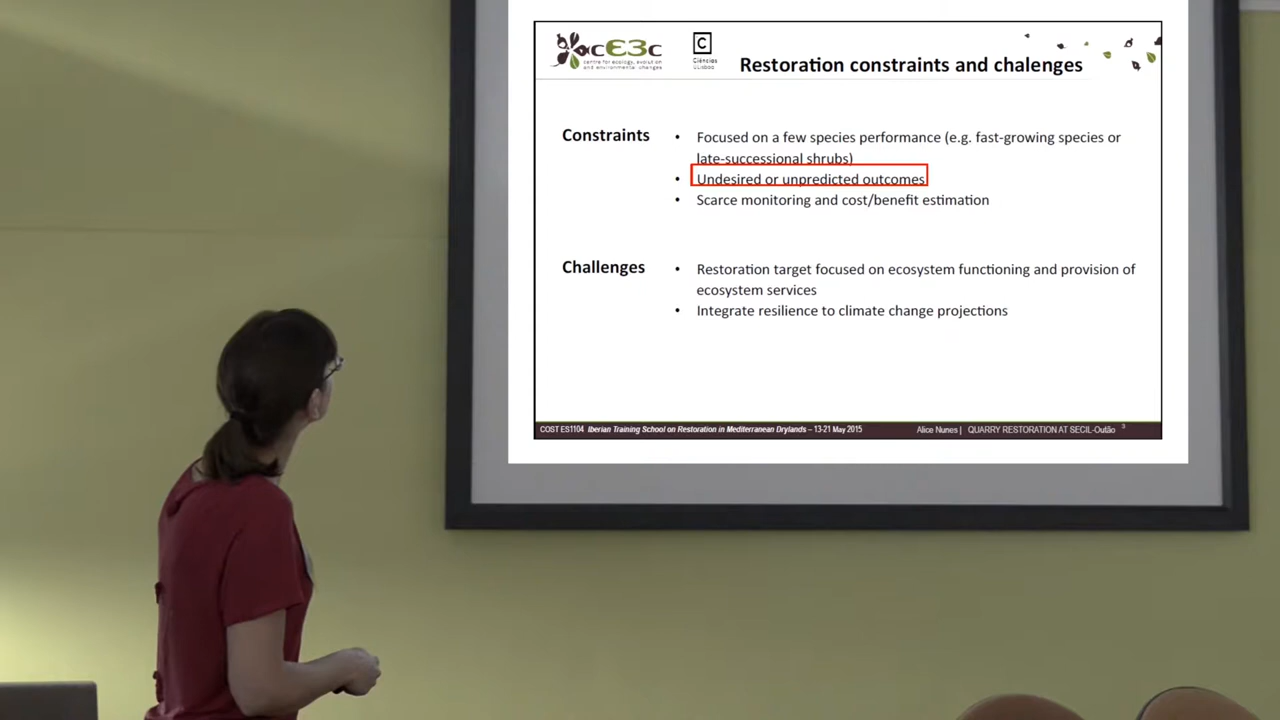 cE3c
centre for ecology, evolution
and environmental changes
C
Ciências
ULisboa
Restoration constraints and chalenges
Constraints
• Focused on a few species performance (e.g. fast-growing species or
late-successional shrubs)
• Undesired or unpredicted outcomes
• Scarce monitoring and cost/benefit estimation
Challenges
• Restoration target focused on ecosystem functioning and provision of
ecosystem services
• Integrate resilience to climate change projections
COST ES1104 Iberian Training School on Restoration in Mediterranean Drylands – 13-21 May 2015
Alice Nunes | QUARRY RESTORATION AT SECIL-Outão 3